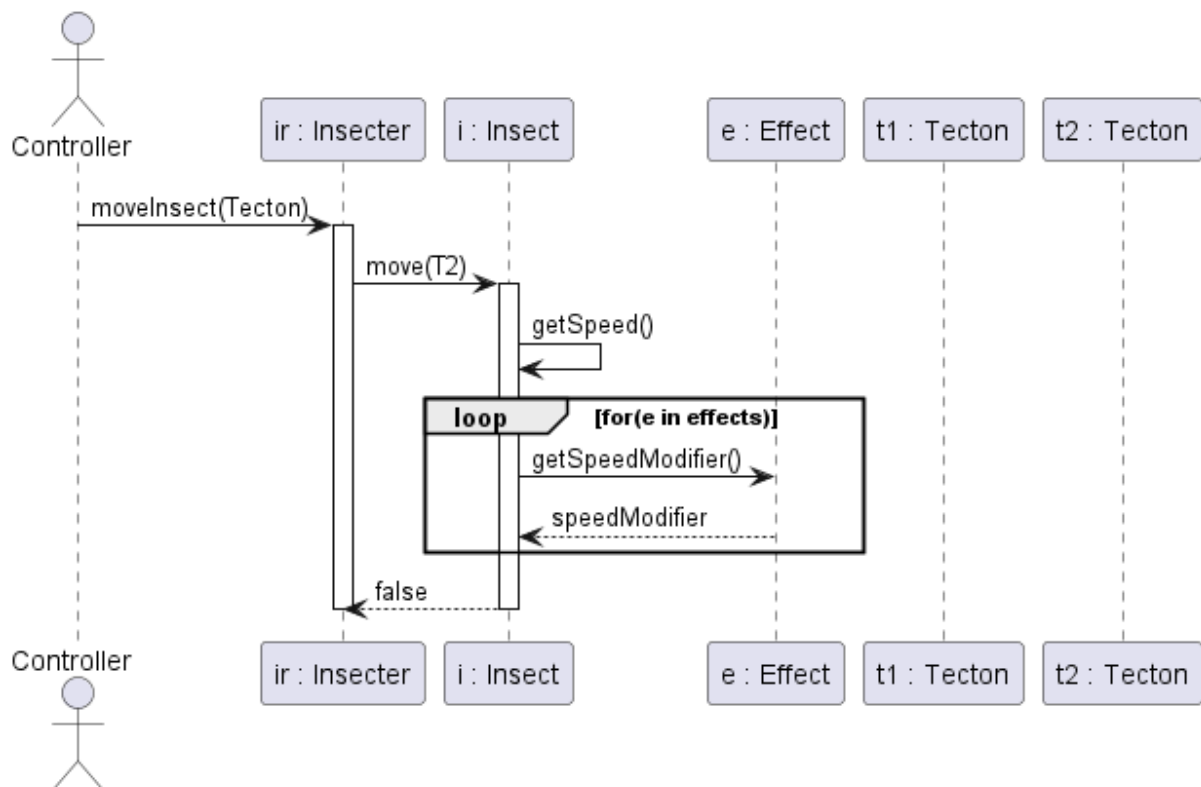 Controller
ir : Insecter
i : Insect
e : Effect
t1 : Tecton
t2 : Tecton
moveInsect(Tecton)
move(T2)
getSpeed()
loop
[for(e in effects)]
getSpeedModifier()
speedModifier
false
Controller
ir : Insecter
i : Insect
e : Effect
t1 : Tecton
t2 : Tecton